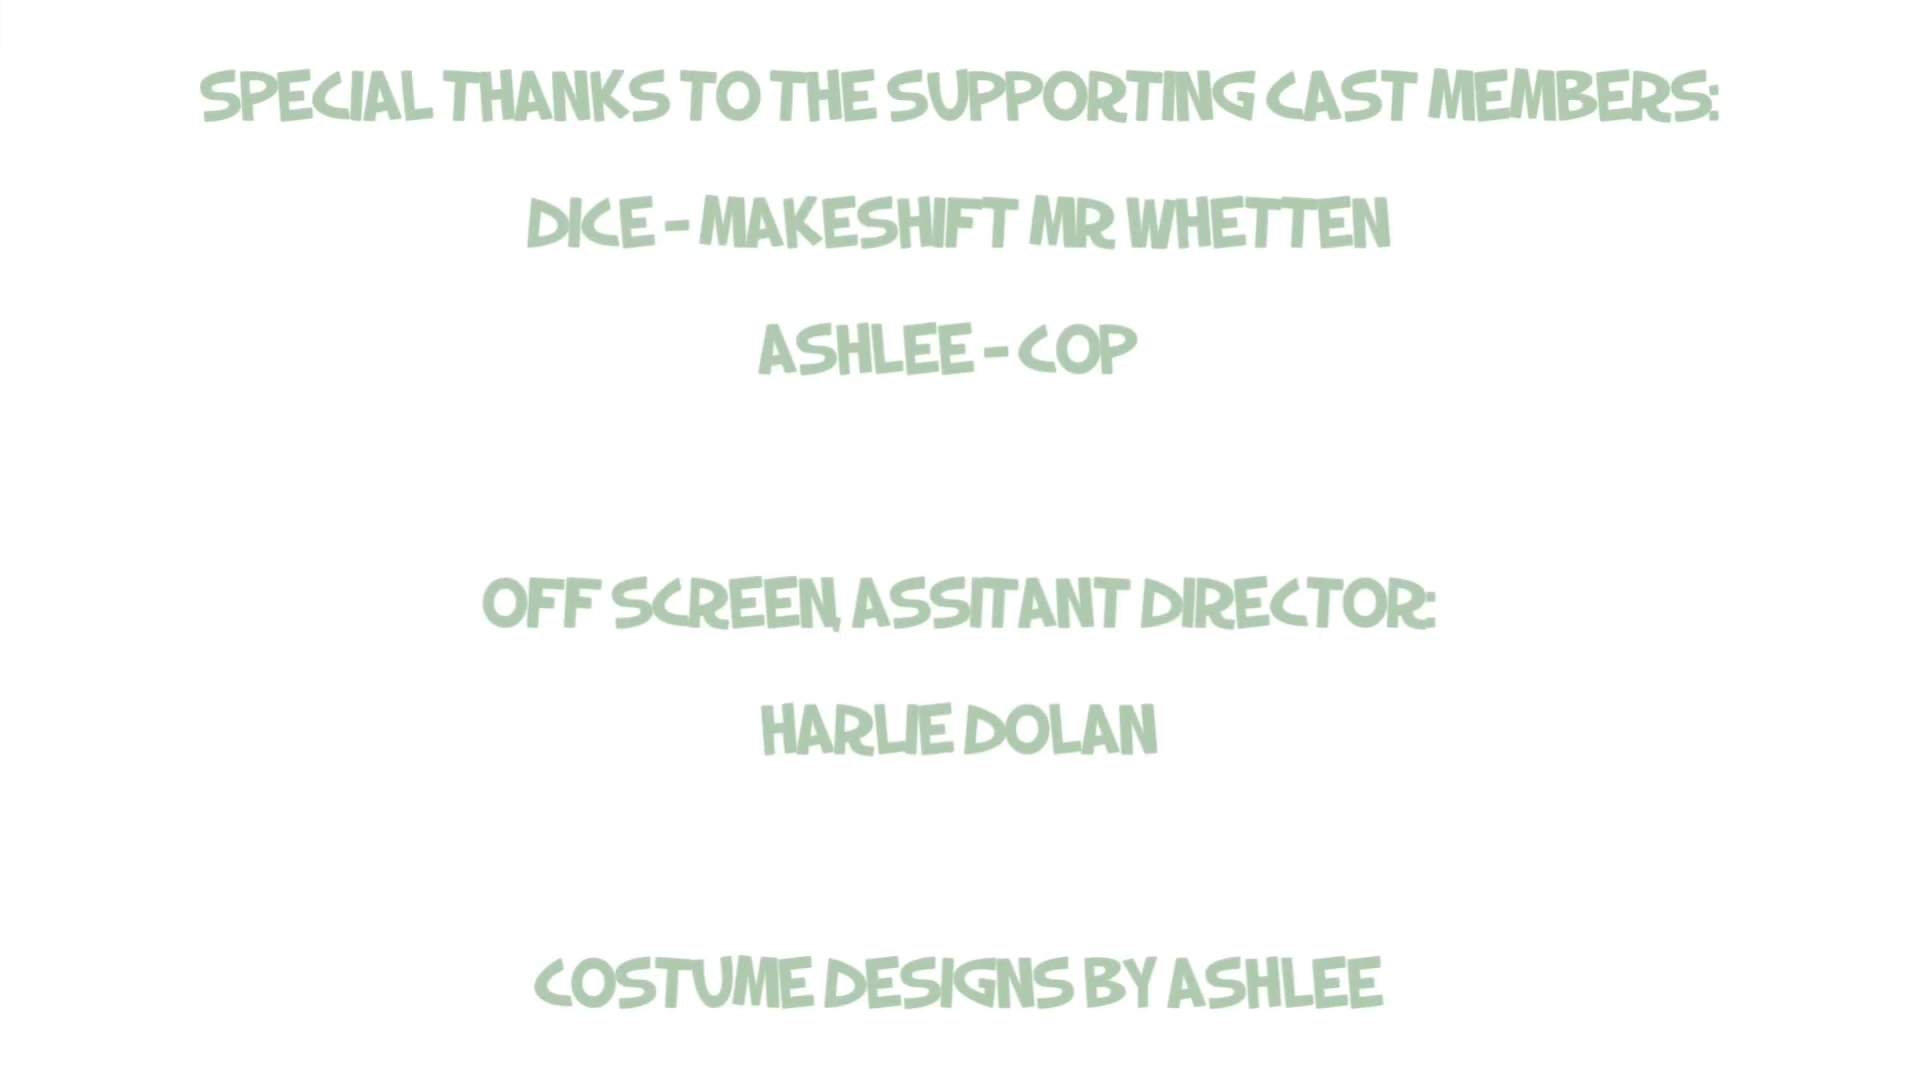 SPECIAL THANKS TO THE SUPPORTING CAST MEMBERS:
DICE - MAKESHIFT MR WHETTEN
ASHLEE - COP
OFF SCREEN, ASSITANT DIRECTOR:
HARLIE DOLAN
COSTUME DESIGNS BY ASHLEE